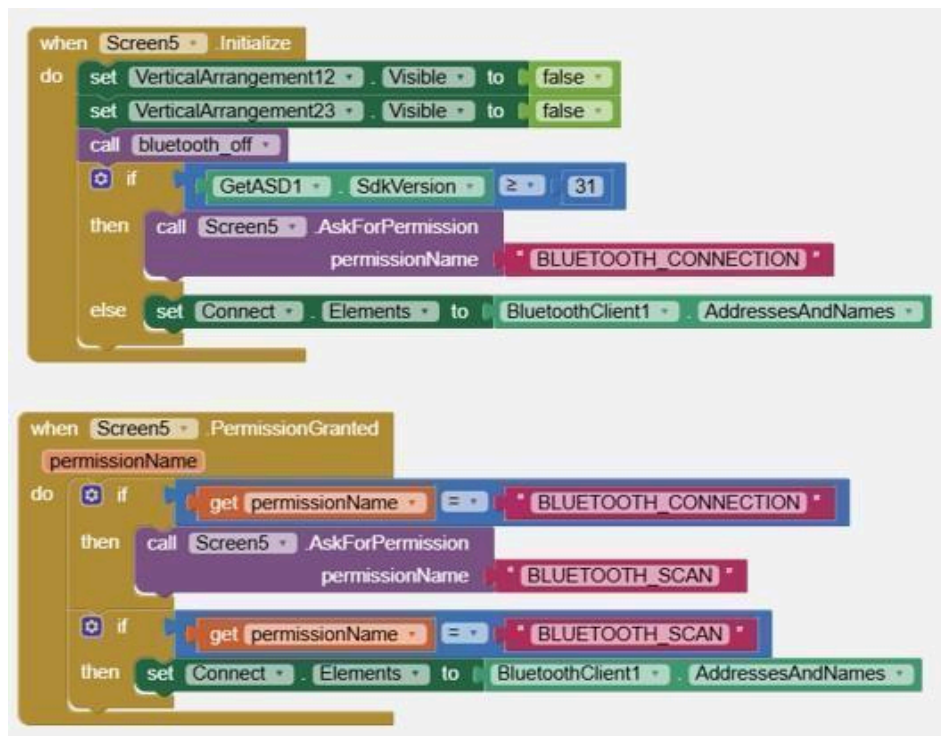 when Screen5 .Initialize
do set VerticalArrangement12 . Visible to false
set VerticalArrangement23 . Visible to false
call bluetooth_off
if GetASD1 . SdkVersion ≥ 31
then call Screen5 .AskForPermission
permissionName " BLUETOOTH_CONNECTION "
else set Connect . Elements to BluetoothClient1 . AddressesAndNames
when Screen5 .PermissionGranted
permissionName
do if get permissionName = " BLUETOOTH_CONNECTION "
then call Screen5 .AskForPermission
permissionName " BLUETOOTH_SCAN "
if get permissionName = " BLUETOOTH_SCAN "
then set Connect . Elements to BluetoothClient1 . AddressesAndNames